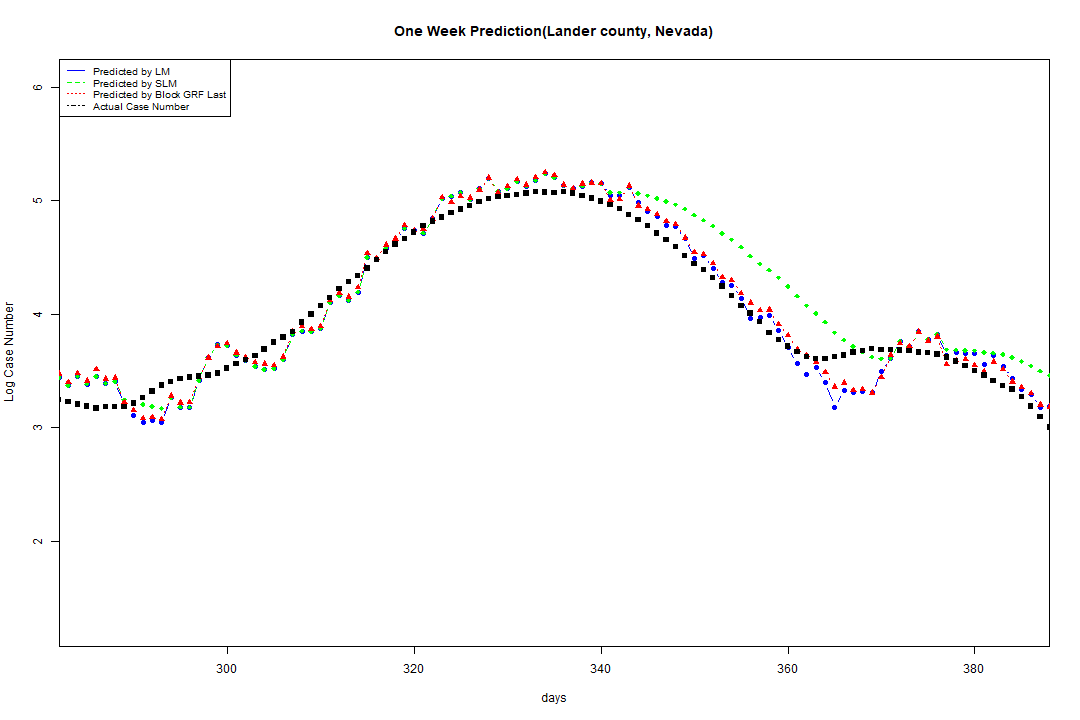 One Week Prediction(Lander county, Nevada)
Predicted by LM
Predicted by SLM
Predicted by Block GRF Last
Actual Case Number
6
5
4
3
2
Log Case Number
300 320 340 360 380
days